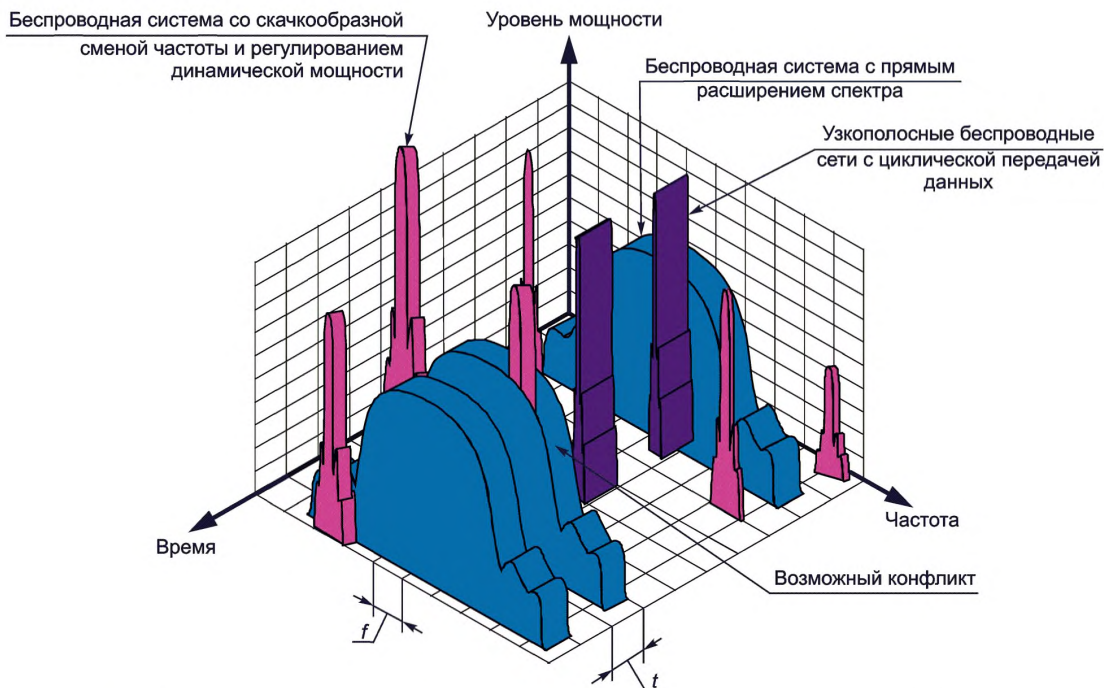 Беспроводная система со скачкообразной
сменой частоты и регулированием
динамической мощности
Уровень мощности
Беспроводная система с прямым
расширением спектра
Узкополосные беспроводные
сети с циклической передачей
данных
Время
Частота
Возможный конфликт
f
t